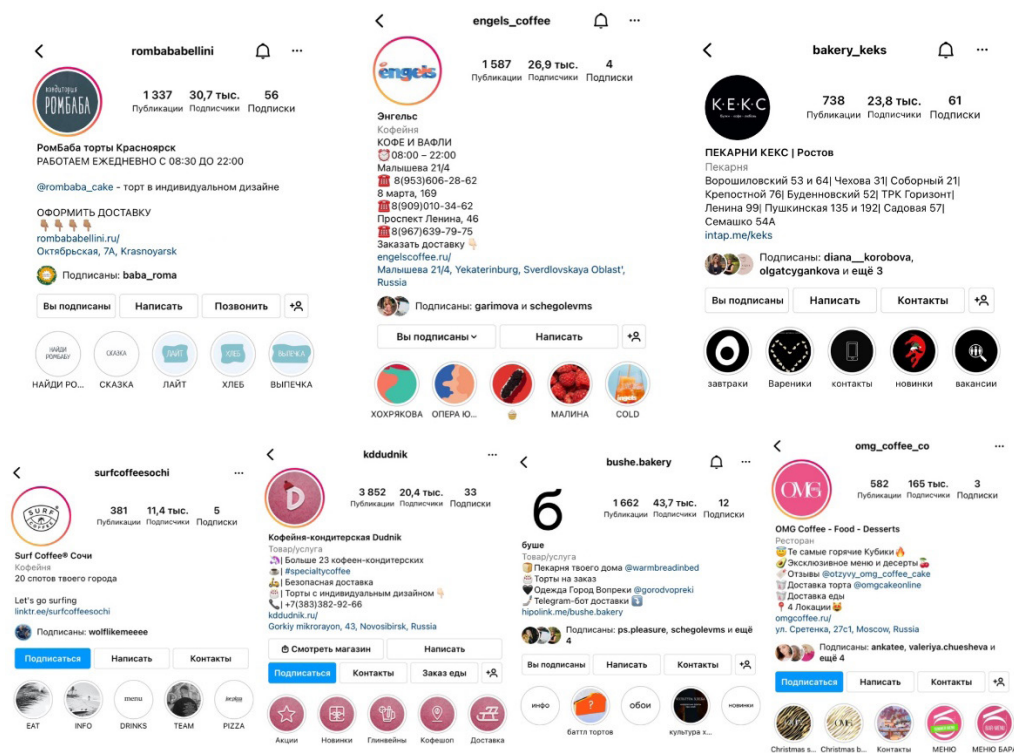 rombababellini
кондитерия
РОМБАБА
1 337 30,7 тыс. 56
Публикации Подписчики Подписки
РомБаба торты Красноярск
РАБОТАЕМ ЕЖЕДНЕВНО С 08:30 ДО 22:00
@rombaba_cake - торт в индивидуальном дизайне
ОФОРМИТЬ ДОСТАВКУ
rombababellini.ru/
Октябрьская, 7А, Krasnoyarsk
Подписаны: baba_roma
Вы подписаны Написать Позвонить
НАЙДИ РОМБАБУ СКАЗКА ЛАЙТ ХЛЕБ ВЫПЕЧКА
НАЙДИ РО... СКАЗКА ЛАЙТ ХЛЕБ ВЫПЕЧКА
engels_coffee
engels
1 587 26,9 тыс. 4
Публикации Подписчики Подписки
Энгельс
Кофейня
КОФЕ И ВАФЛИ
08:00 – 22:00
Малышева 21/4
8(953)606-28-62
8 марта, 169
8(909)010-34-62
Проспект Ленина, 46
8(967)639-79-75
Заказать доставку
engelscoffee.ru/
Малышева 21/4, Yekaterinburg, Sverdlovskaya Oblast',
Russia
Подписаны: garimova и schegolevms
Вы подписаны Написать
engels
ХОХРЯКОВА ОПЕРА Ю... МАЛИНА COLD
bakery_keks
К·Е·К·С
738 23,8 тыс. 61
Публикации Подписчики Подписки
ПЕКАРНИ КЕКС | Ростов
Пекарня
Ворошиловский 53 и 64| Чехова 31| Соборный 21|
Крепостной 76| Буденновский 52| ТРК Горизонт|
Ленина 99| Пушкинская 135 и 192| Садовая 57|
Семашко 54А
intap.me/keks
Подписаны: diana__korobova,
olgatcygankova и ещё 3
Вы подписаны Написать Контакты
завтраки Вареники контакты новинки вакансии
surfcoffeesochi
SURF COFFEE
381 11,4 тыс. 5
Публикации Подписчики Подписки
Surf Coffee® Сочи
Кофейня
20 спотов твоего города
Let's go surfing
linktr.ee/surfcoffeesochi
Подписаны: wolflikemeeee
Подписаться Написать Контакты
menu
EAT INFO DRINKS TEAM PIZZA
kddudnik
D
3 852 20,4 тыс. 33
Публикации Подписчики Подписки
Кофейня-кондитерская Dudnik
Товар/услуга
| Больше 23 кофеен-кондитерских
| #specialtycoffee
| Безопасная доставка
| Торты с индивидуальным дизайном
| +7(383)382-92-66
kddudnik.ru/
Gorkiy mikrorayon, 43, Novosibirsk, Russia
Смотреть магазин Написать
Подписаться Контакты Заказ еды
Акции Новинки Глинвейны Кофешоп Доставка
bushe.bakery
б
1 662 43,7 тыс. 12
Публикации Подписчики Подписки
буше
Товар/услуга
Пекарня твоего дома @warmbreadinbed
Торты на заказ
Одежда Город Вопреки @gorodvopreki
Telegram-бот доставки
hipolink.me/bushe.bakery
Подписаны: ps.pleasure, schegolevms и ещё
4
Вы подписаны Написать Контакты
инфо ? обои новинки
баттл тортов культура х...
omg_coffee_co
OMG
582 165 тыс. 3
Публикации Подписчики Подписки
OMG Coffee - Food - Desserts
Ресторан
Те самые горячие Кубики
Эксклюзивное меню и десерты
Отзывы @otzyvy_omg_coffee_cake
Доставка торта @omgcakeonline
Доставка еды
4 Локации
omgcoffee.ru/
ул. Сретенка, 27с1, Moscow, Russia
Подписаны: ankatee, valeriya.chuesheva и
ещё 4
Подписаться Написать Контакты
Christmas s... Christmas b... Контакты МЕНЮ МЕНЮ БАРА